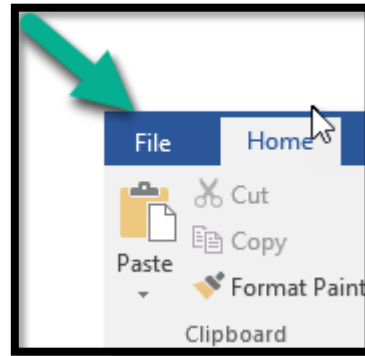 File Home
Cut
Copy
Paste
Format Paint
Clipboard